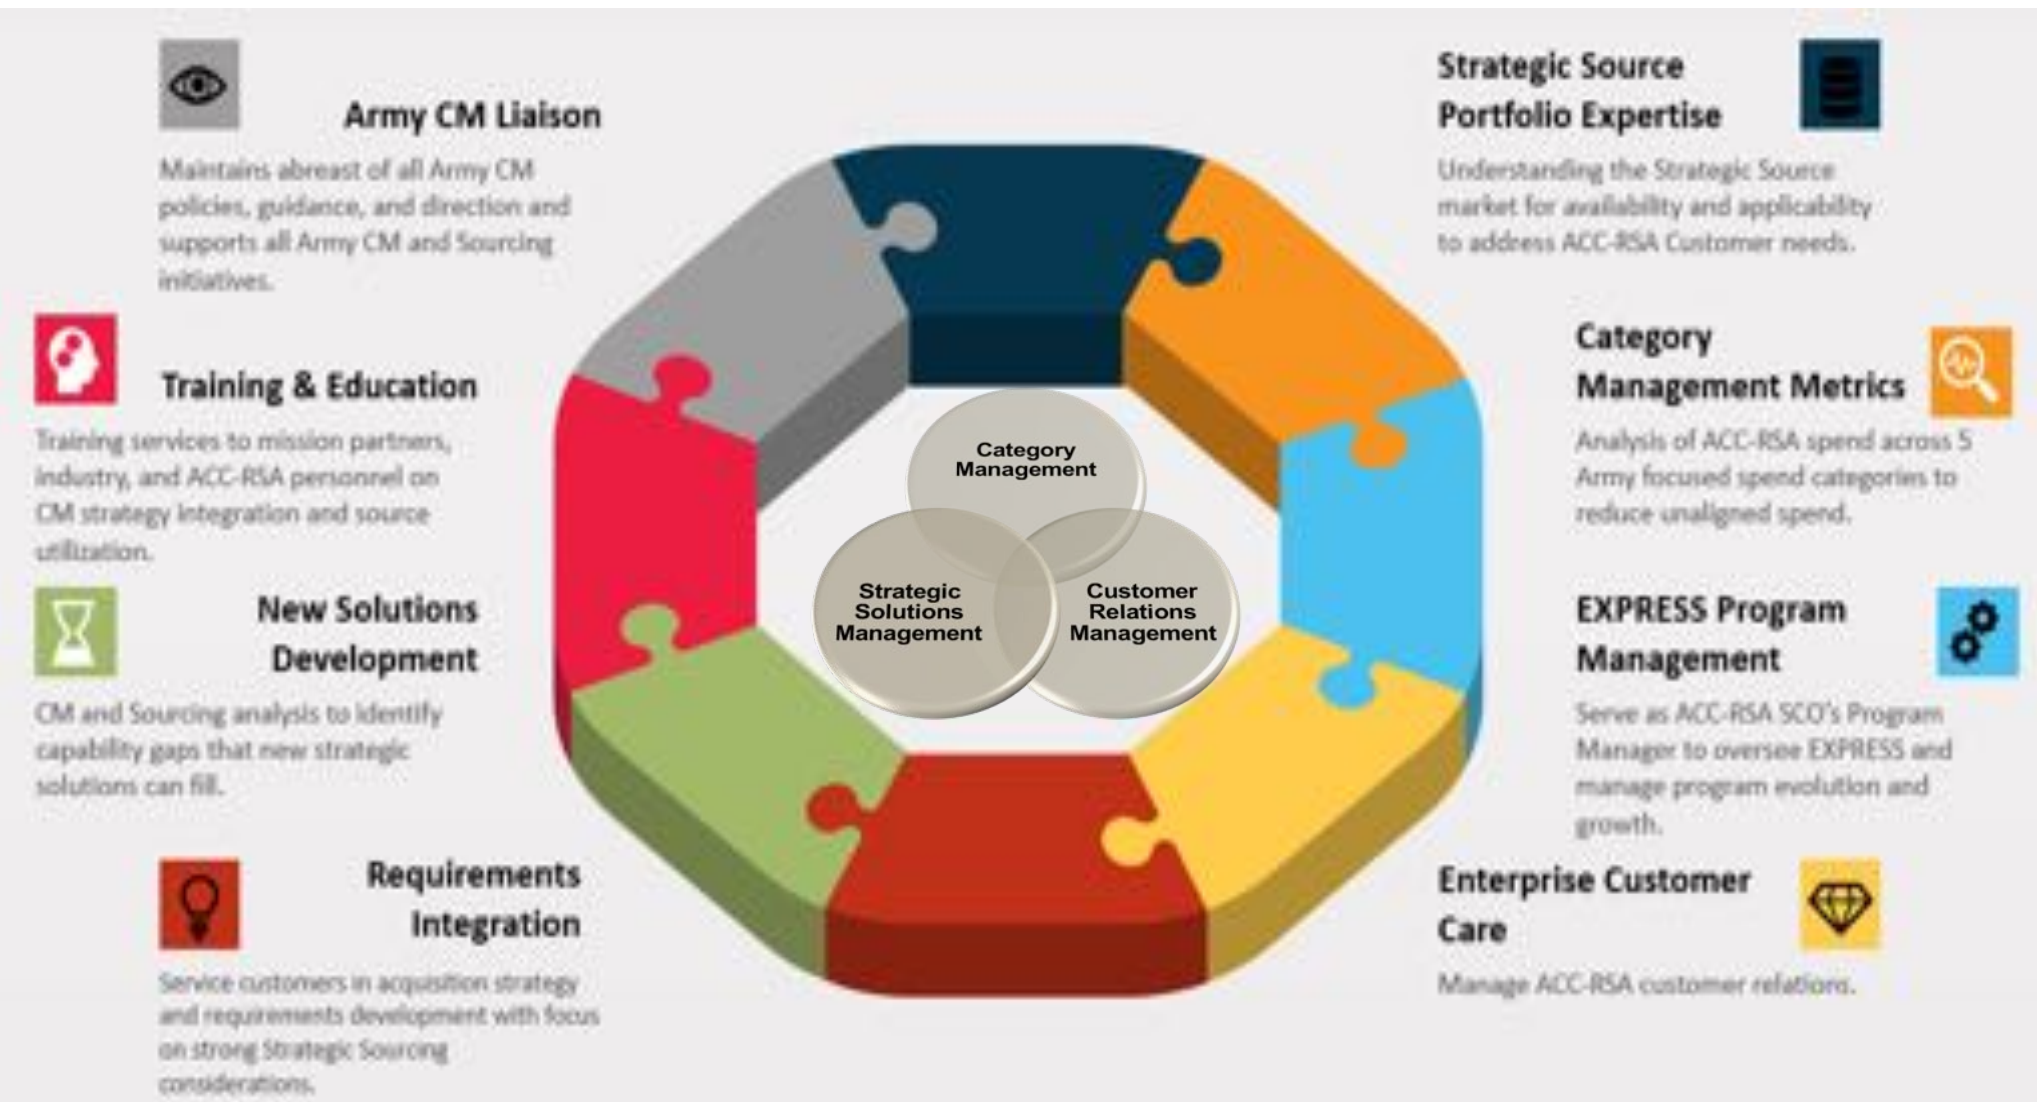 Army CM Liaison
Maintains abreast of all Army CM
policies, guidance, and direction and
supports all Army CM and Sourcing
initiatives.
Training & Education
Training services to mission partners,
industry, and ACC-RSA personnel on
CM strategy integration and source
utilization.
New Solutions
Development
CM and Sourcing analysis to identify
capability gaps that new strategic
solutions can fill.
Requirements
Integration
Service customers in acquisition strategy
and requirements development with focus
on strong Strategic Sourcing
considerations.
Category
Management
Strategic
Solutions
Management
Customer
Relations
Management
Strategic Source
Portfolio Expertise
Understanding the Strategic Source
market for availability and applicability
to address ACC-RSA Customer needs.
Category
Management Metrics
Analysis of ACC-RSA spend across 5
Army focused spend categories to
reduce unaligned spend.
EXPRESS Program
Management
Serve as ACC-RSA SCO's Program
Manager to oversee EXPRESS and
manage program evolution and
growth.
Enterprise Customer
Care
Manage ACC-RSA customer relations.